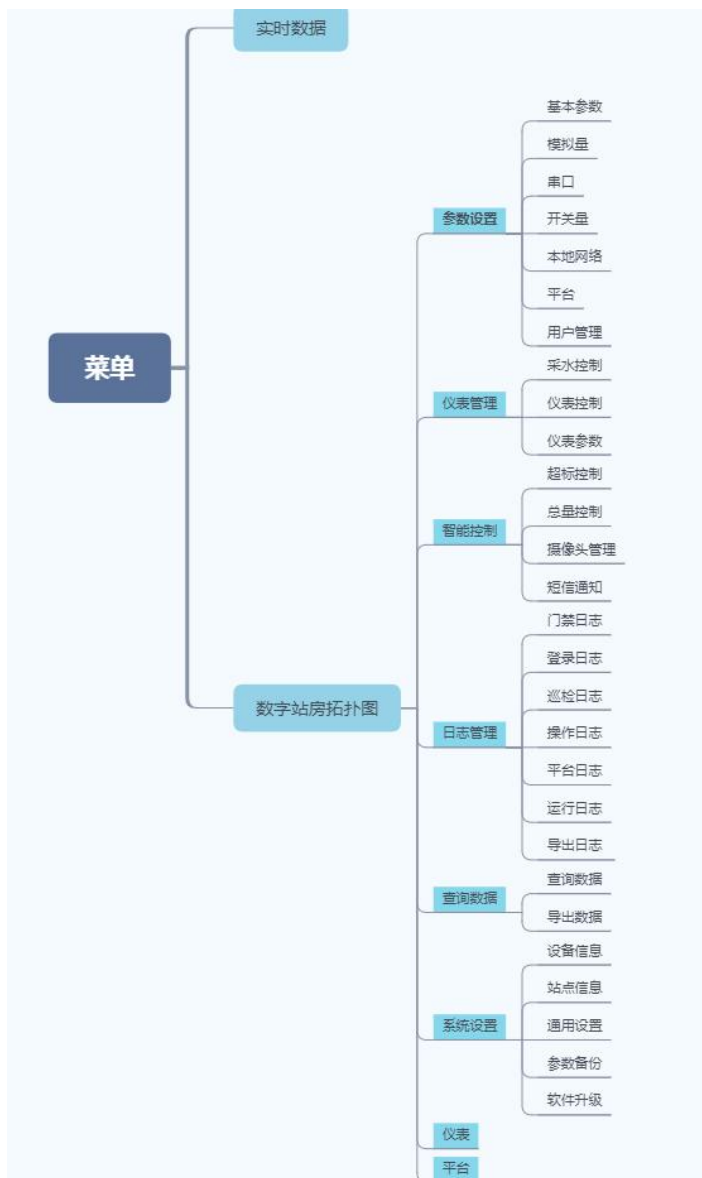 实时数据
菜单
数字站房拓扑图
参数设置
基本参数
模拟量
串口
开关量
本地网络
平台
用户管理
仪表管理
采水控制
仪表控制
仪表参数
智能控制
超标控制
总量控制
摄像头管理
短信通知
日志管理
门禁日志
登录日志
巡检日志
操作日志
平台日志
运行日志
导出日志
查询数据
查询数据
导出数据
系统设置
设备信息
站点信息
通用设置
参数备份
软件升级
仪表
平台